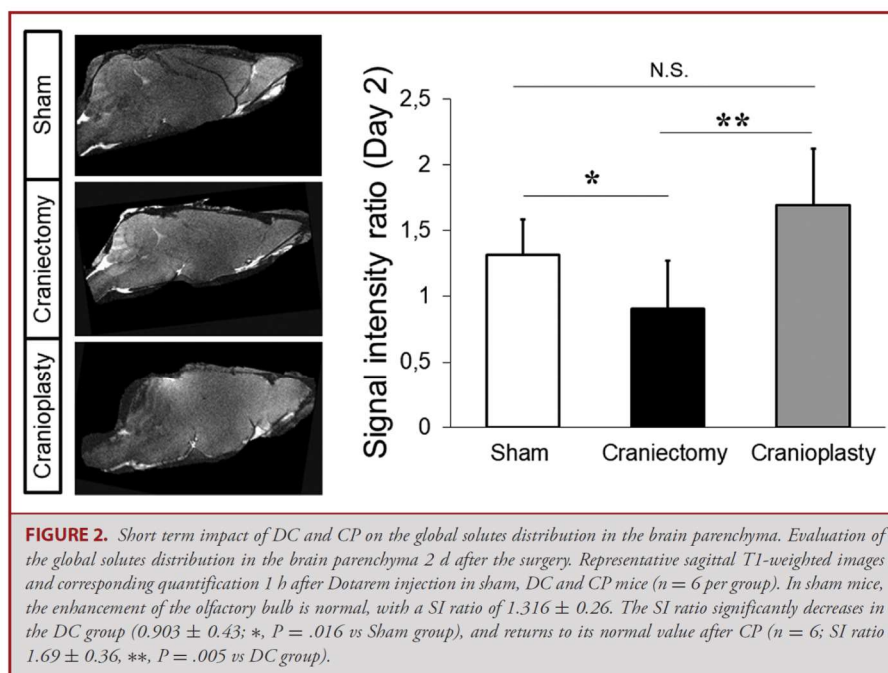 Sham
Craniectomy
Cranioplasty
Signal intensity ratio (Day 2)
2,5
2
1,5
1
0,5
0
N.S.
*
**
Sham Craniectomy Cranioplasty
FIGURE 2. Short term impact of DC and CP on the global solutes distribution in the brain parenchyma. Evaluation of
the global solutes distribution in the brain parenchyma 2 d after the surgery. Representative sagittal T1-weighted images
and corresponding quantification 1 h after Dotarem injection in sham, DC and CP mice (n = 6 per group). In sham mice,
the enhancement of the olfactory bulb is normal, with a SI ratio of 1.316 ± 0.26. The SI ratio significantly decreases in
the DC group (0.903 ± 0.43; *, P = .016 vs Sham group), and returns to its normal value after CP (n = 6; SI ratio
1.69 ± 0.36, **, P = .005 vs DC group).